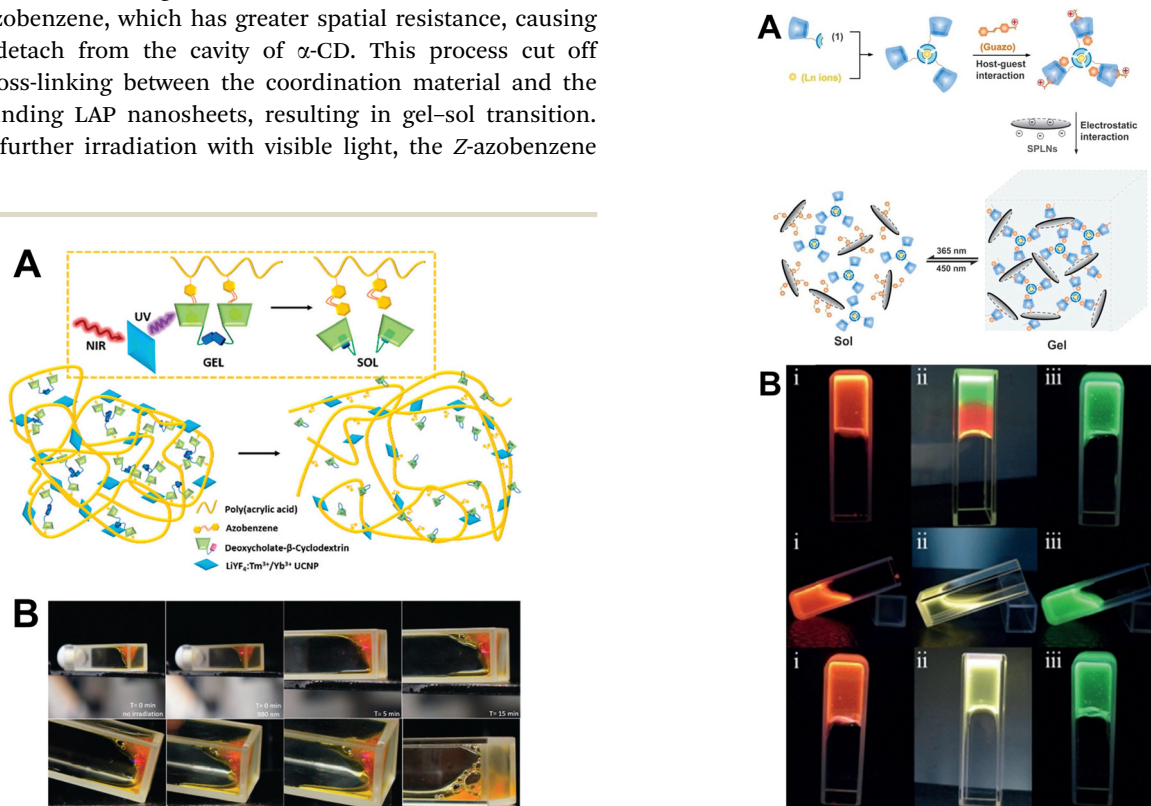 zobenzene, which has greater spatial resistance, causing
detach from the cavity of α-CD. This process cut off
oss-linking between the coordination material and the
nding LAP nanosheets, resulting in gel–sol transition.
further irradiation with visible light, the Z-azobenzene
A
NIR
UV
GEL
SOL
Poly(acrylic acid)
Azobenzene
Deoxycholate-β-Cyclodextrin
LiYF₄:Tm³⁺/Yb³⁺ UCNP
B
T= 0 min
no irradiation
T= 0 min
980 nm
T= 5 min
T= 15 min
A
(1)
(Ln ions)
(Guazo)
Host-guest
interaction
SPLNs
Electrostatic
interaction
365 nm
450 nm
Sol
Gel
B
i
ii
iii
i
ii
iii
i
ii
iii